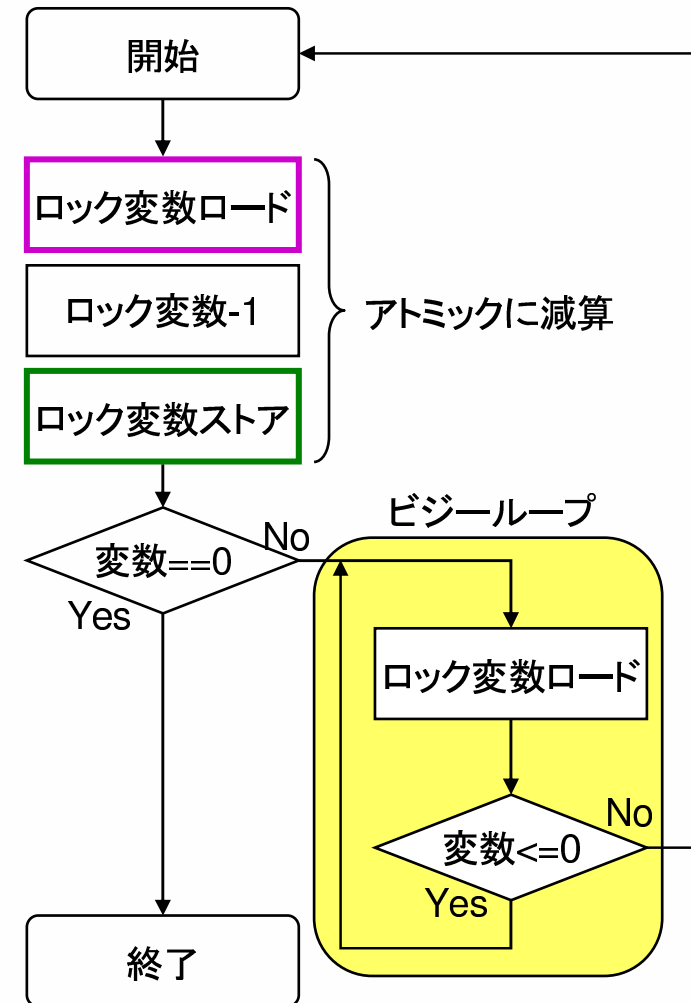 開始
ロック変数ロード
ロック変数-1
ロック変数ストア
アトミックに減算
変数==0
No
Yes
ビジーループ
ロック変数ロード
変数<=0
No
Yes
終了